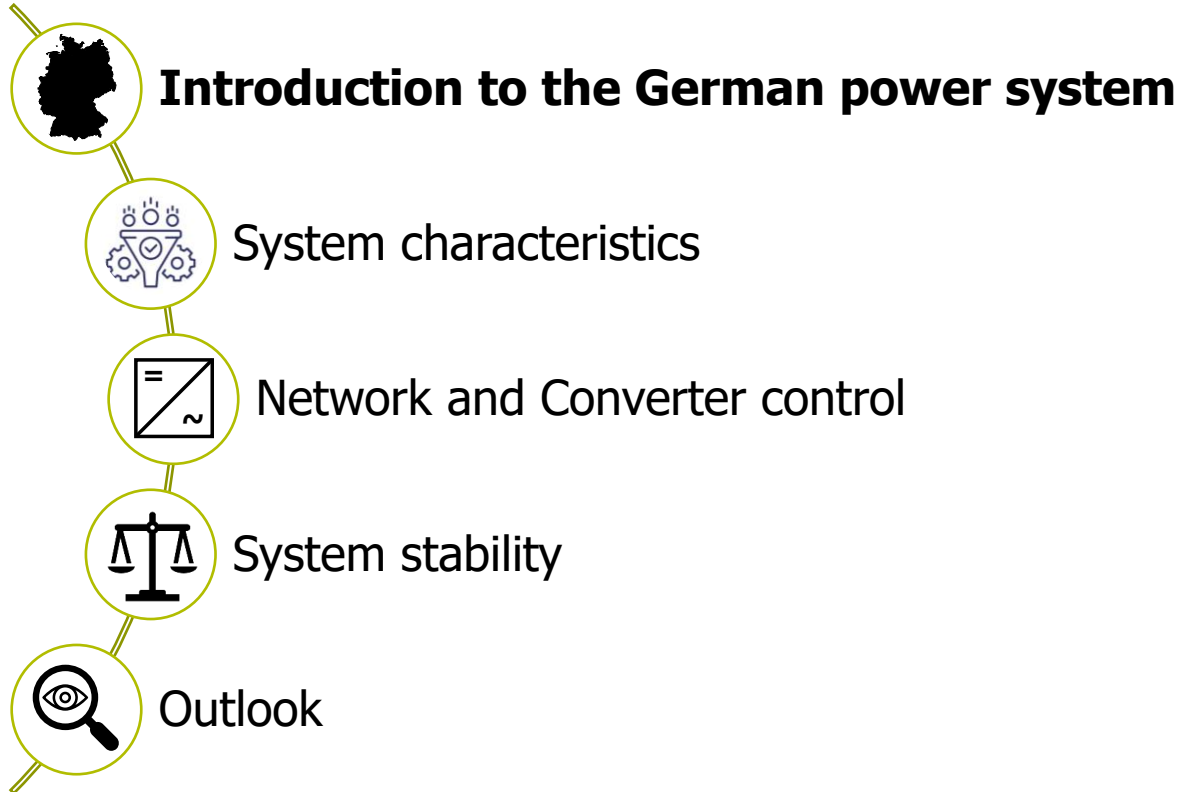 Introduction to the German power system
System characteristics
= ~
Network and Converter control
System stability
Outlook